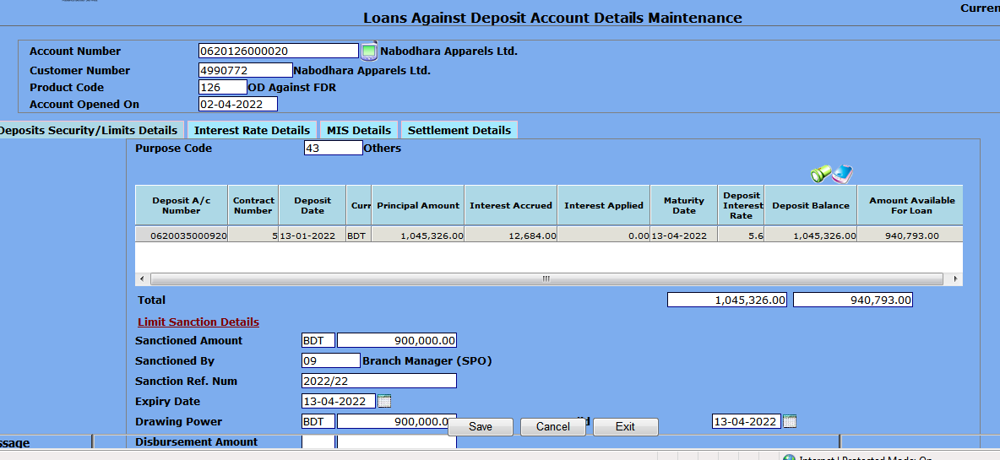 Curren
Loans Against Deposit Account Details Maintenance
Account Number 0620126000020 Nabodhara Apparels Ltd.
Customer Number 4990772 Nabodhara Apparels Ltd.
Product Code 126 OD Against FDR
Account Opened On 02-04-2022
Deposits Security/Limits Details Interest Rate Details MIS Details Settlement Details
Purpose Code 43 Others
Deposit A/c Number Contract Number Deposit Date Curr Principal Amount Interest Accrued Interest Applied Maturity Date Deposit Interest Rate Deposit Balance Amount Available For Loan
0620035000920 5 13-01-2022 BDT 1,045,326.00 12,684.00 0.00 13-04-2022 5.6 1,045,326.00 940,793.00
Total 1,045,326.00 940,793.00
Limit Sanction Details
Sanctioned Amount BDT 900,000.00
Sanctioned By 09 Branch Manager (SPO)
Sanction Ref. Num 2022/22
Expiry Date 13-04-2022
Drawing Power BDT 900,000.00 13-04-2022
Save Cancel Exit
Disbursement Amount
ssage
Internet | Protected Mode: On